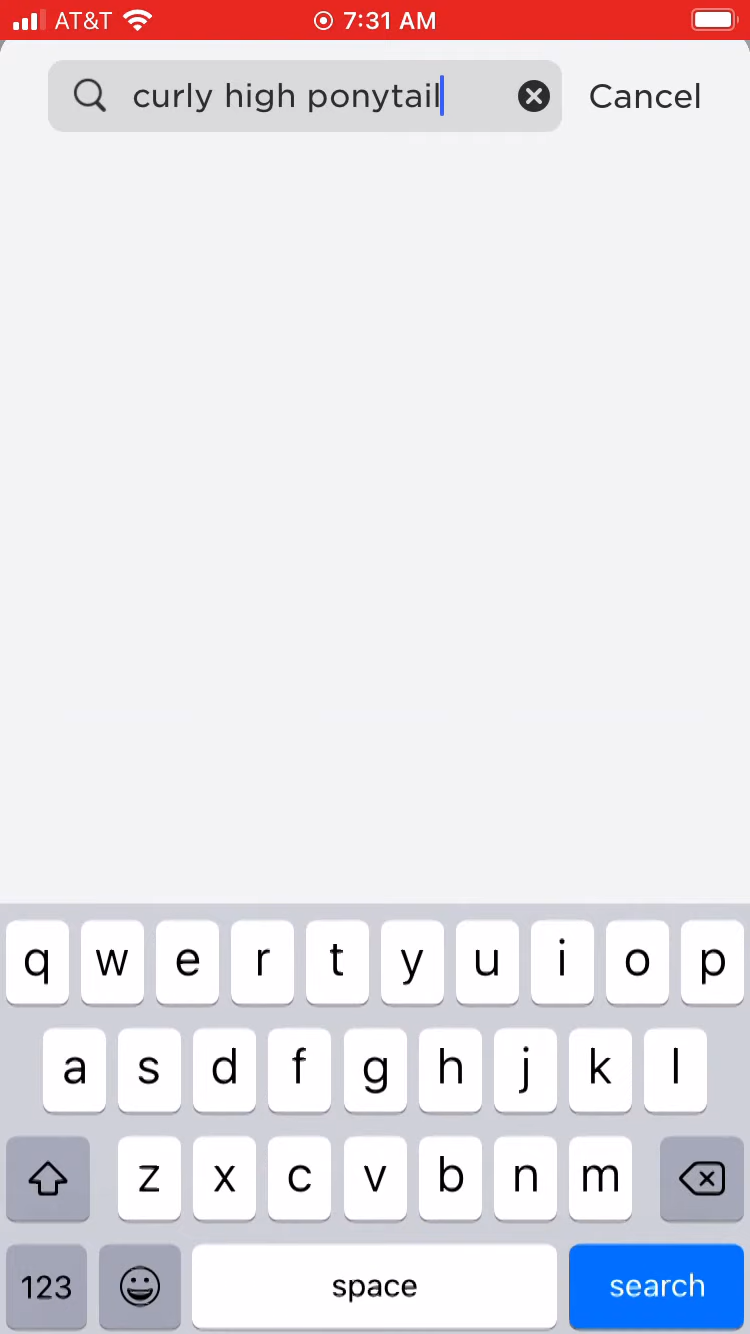 AT&T 7:31 AM
curly high ponytail Cancel
q w e r t y u i o p
a s d f g h j k l
z x c v b n m
123 space search